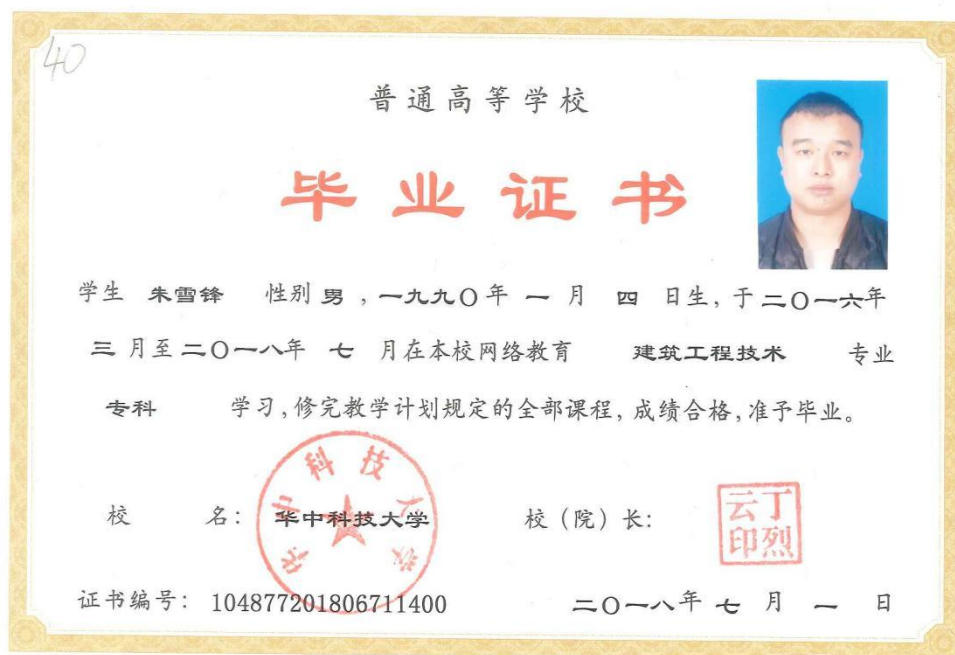 40
普通高等学校
毕业证书
学生 朱雪锋 性别 男，一九九〇年 一 月 四 日生，于二〇一六年
三 月至二〇一八年 七 月在本校网络教育 建筑工程技术 专业
专科 学习，修完教学计划规定的全部课程，成绩合格，准予毕业。
华中科技大学
校 名： 华中科技大学 校（院）长：
丁烈云印
证书编号：104877201806711400 二〇一八年 七 月 一 日